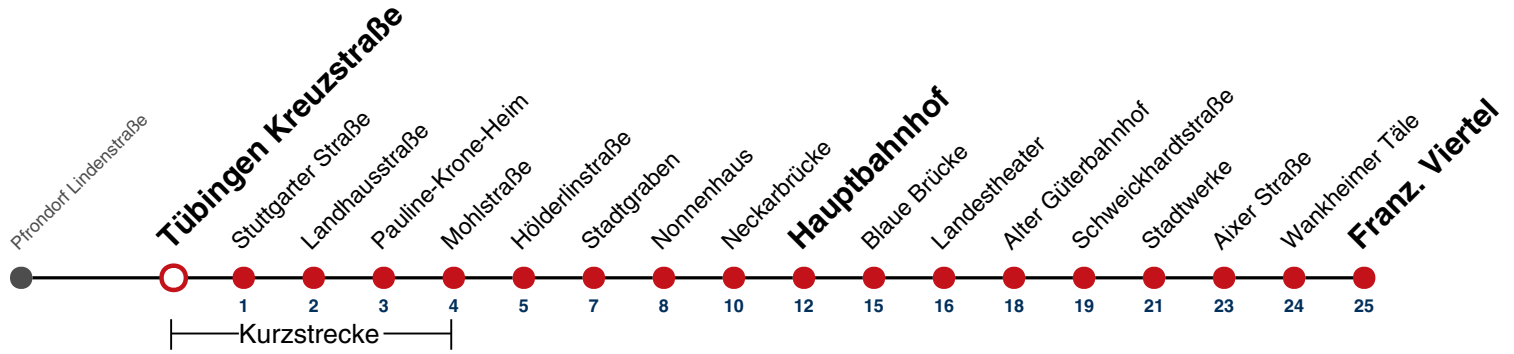 Pfrondorf Lindenstraße
Tübingen Kreuzstraße
Stuttgarter Straße
Landhausstraße
Pauline-Krone-Heim
Mohlstraße
Hölderlinstraße
Stadtgraben
Nonnenhaus
Neckarbrücke
Hauptbahnhof
Blaue Brücke
Landestheater
Alter Güterbahnhof
Schweickhardtstraße
Stadtwerke
Aixer Straße
Wankheimer Täle
Franz. Viertel
1 2 3 4 5 7 8 10 12 15 16 18 19 21 23 24 25
Kurzstrecke